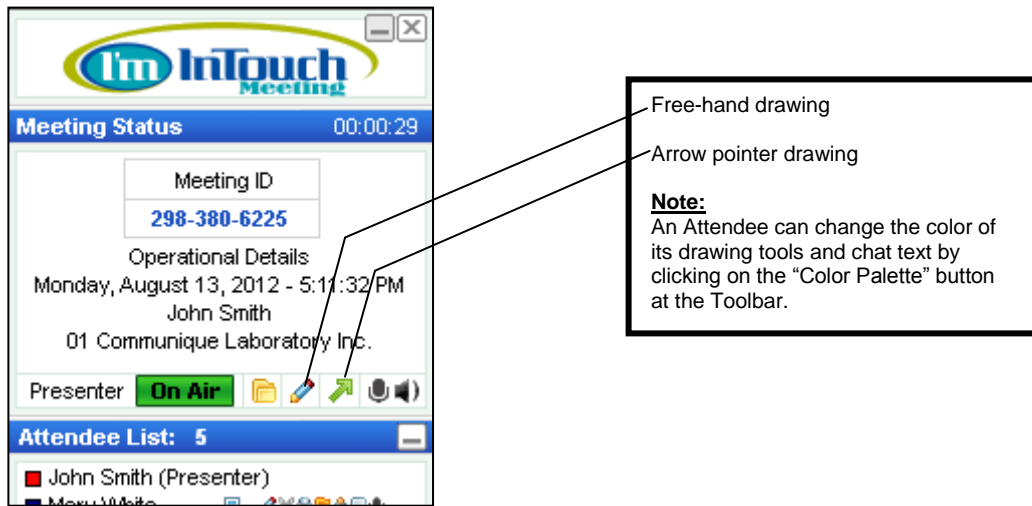 I'm InTouch
Meeting
Meeting Status 00:00:29
Meeting ID
298-380-6225
Operational Details
Monday, August 13, 2012 - 5:11:32 PM
John Smith
01 Communique Laboratory Inc.
Presenter On Air
Attendee List: 5
John Smith (Presenter)
Mary White
Free-hand drawing
Arrow pointer drawing
Note:
An Attendee can change the color of
its drawing tools and chat text by
clicking on the “Color Palette” button
at the Toolbar.